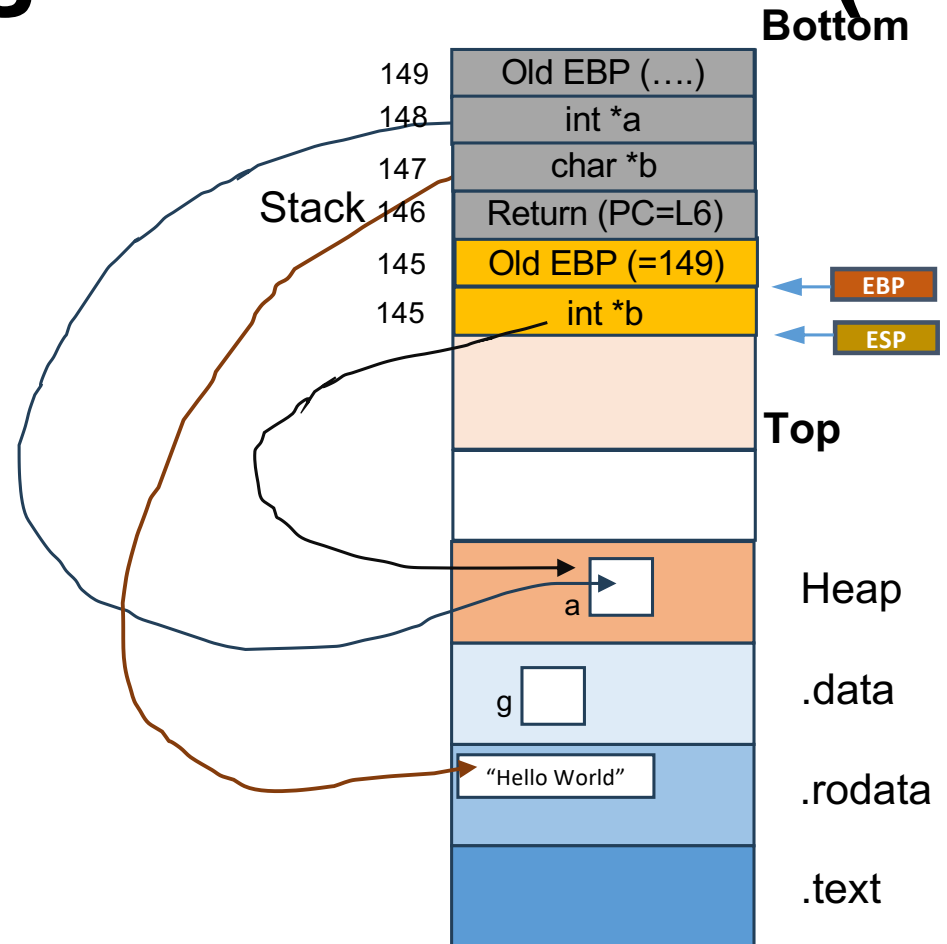 Bottom
149 Old EBP (….)
148 int *a
147 char *b
Stack 146 Return (PC=L6)
145 Old EBP (=149)
EBP
145 int *b
ESP
Top
a
Heap
g
.data
“Hello World”
.rodata
.text